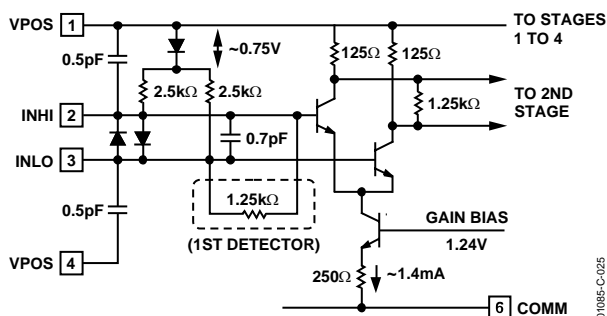 VPOS 1
TO STAGES
1 TO 4
~0.75V
125Ω
125Ω
0.5pF
2.5kΩ
2.5kΩ
1.25kΩ
TO 2ND
STAGE
INHI 2
0.7pF
INLO 3
1.25kΩ
0.5pF
(1ST DETECTOR)
GAIN BIAS
1.24V
VPOS 4
250Ω
~1.4mA
6 COMM
01085-C-025